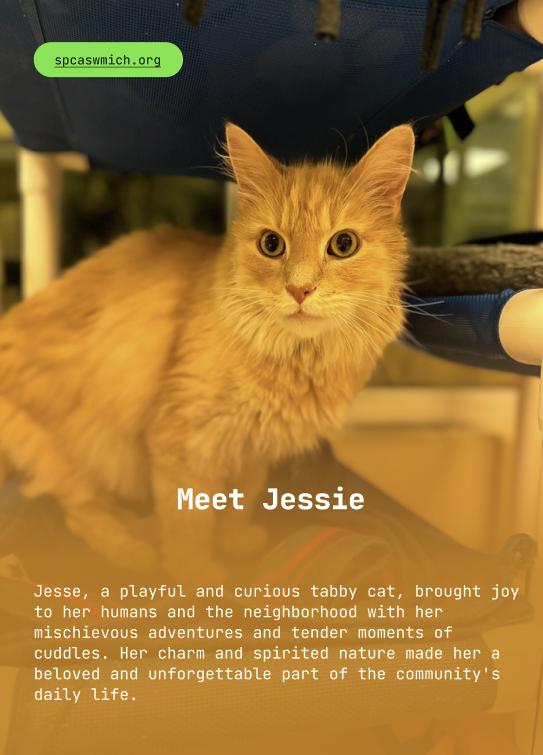 spcaswmich.org
Meet Jessie
Jesse, a playful and curious tabby cat, brought joy
to her humans and the neighborhood with her
mischievous adventures and tender moments of
cuddles. Her charm and spirited nature made her a
beloved and unforgettable part of the community's
daily life.